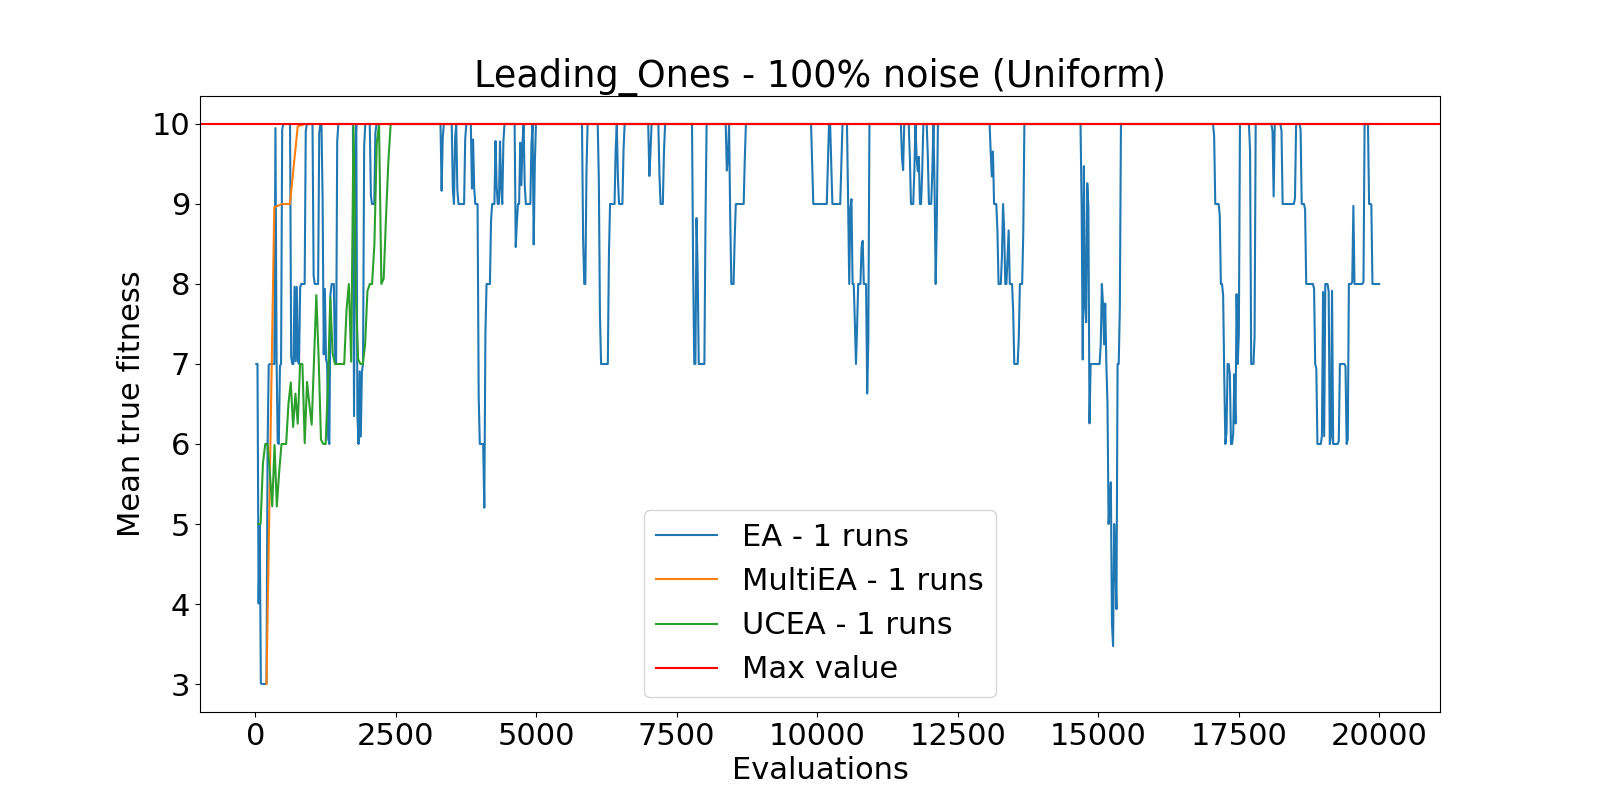 Leading_Ones - 100% noise (Uniform)
Mean true fitness
10
9
8
7
6
5
4
3
EA - 1 runs
MultiEA - 1 runs
UCEA - 1 runs
Max value
0 2500 5000 7500 10000 12500 15000 17500 20000
Evaluations